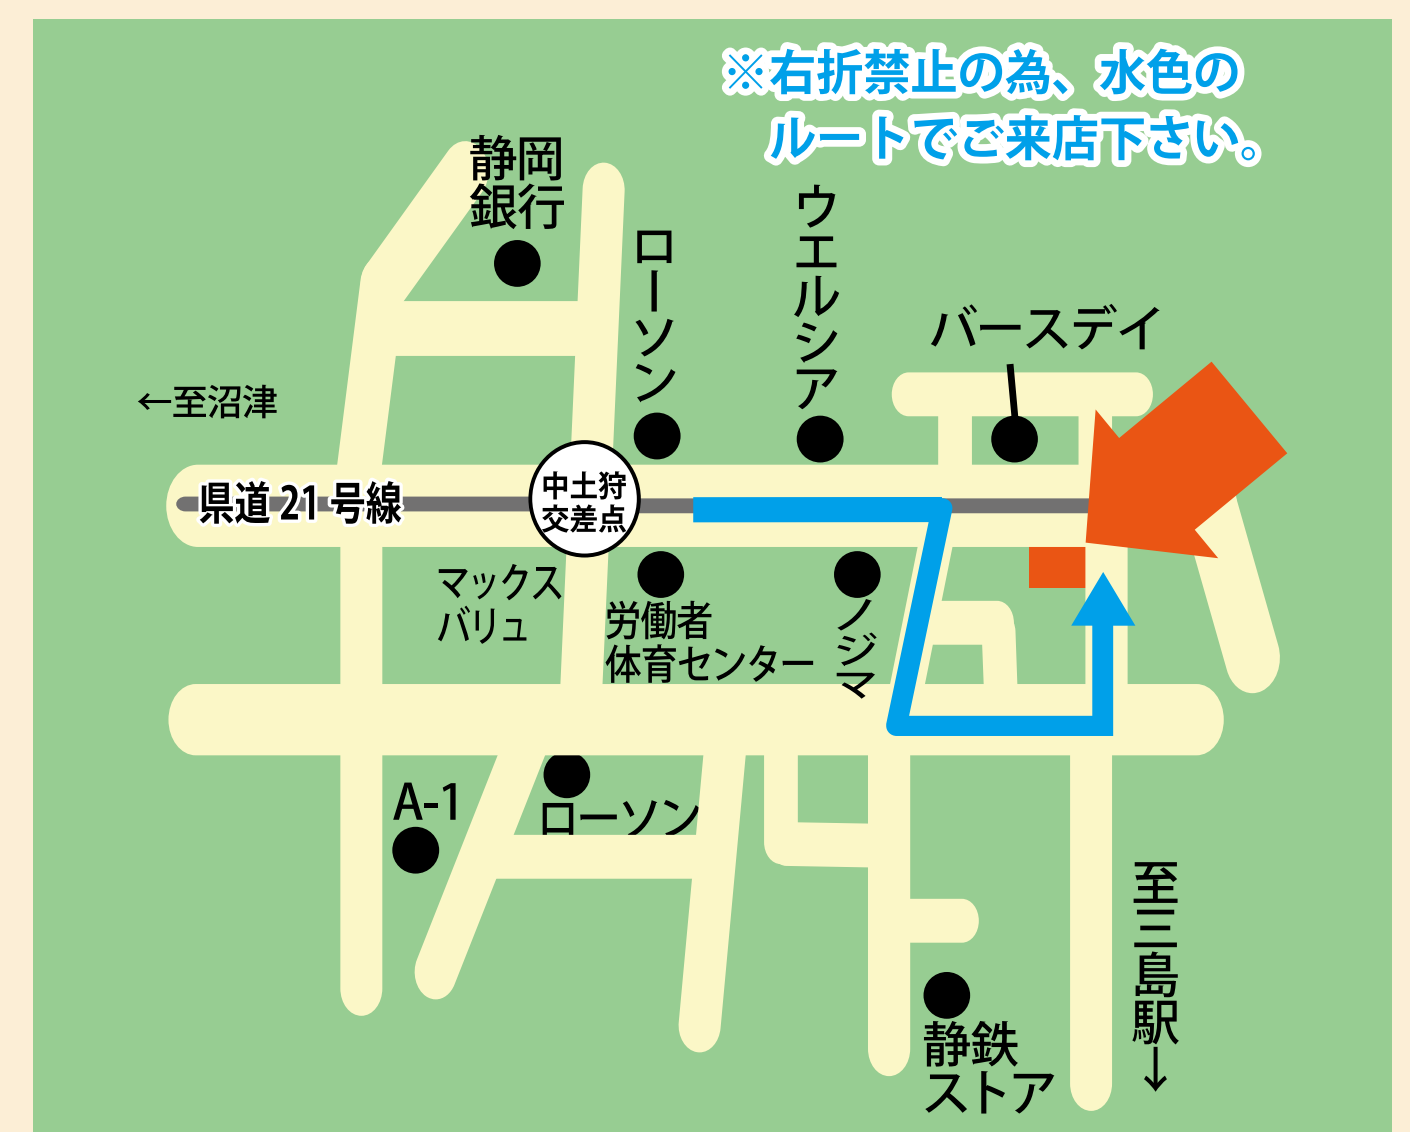 ※右折禁止の為、水色の
ルートでご来店下さい。
静岡
銀行
ローソン
ウエルシア
バースデイ
←至沼津
県道 21 号線
中土狩
交差点
マックス
バリュ
労働者
体育センター
ノジマ
A-1
ローソン
至三島駅→
静鉄
ストア